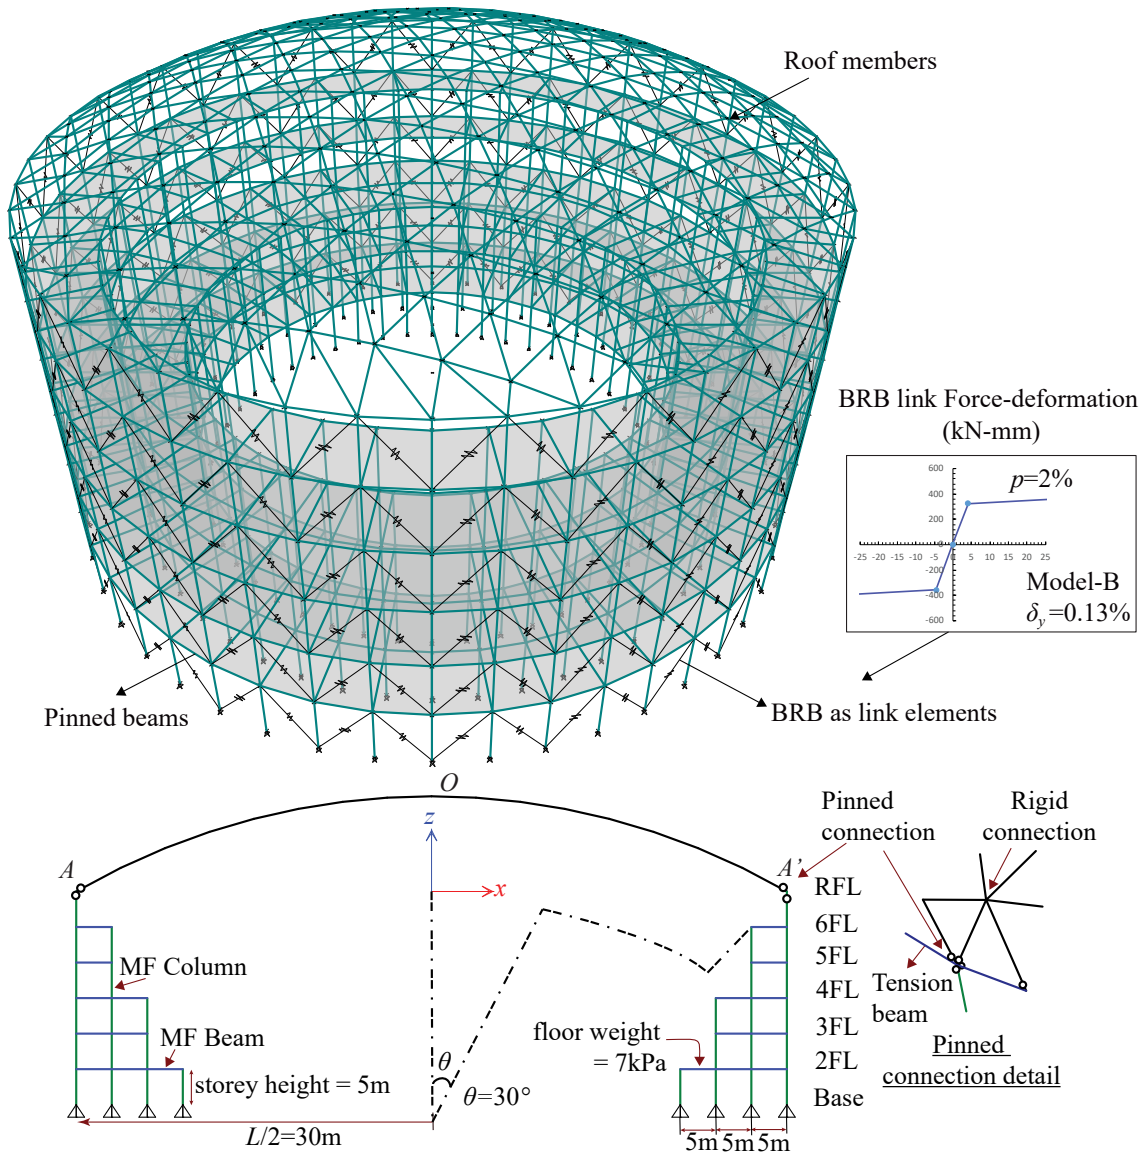 Roof members
BRB link Force-deformation
(kN-mm)
600
400
200
0
-200
-400
-600
-25 -20 -15 -10 -5 0 5 10 15 20 25
p=2%
Model-B
δy=0.13%
Pinned beams
BRB as link elements
O
z
x
A
A’
Pinned
connection
Rigid
connection
RFL
6FL
5FL
4FL
3FL
2FL
Base
MF Column
MF Beam
storey height = 5m
floor weight
= 7kPa
θ
θ=30°
L/2=30m
5m 5m 5m
Tension
beam
Pinned
connection detail